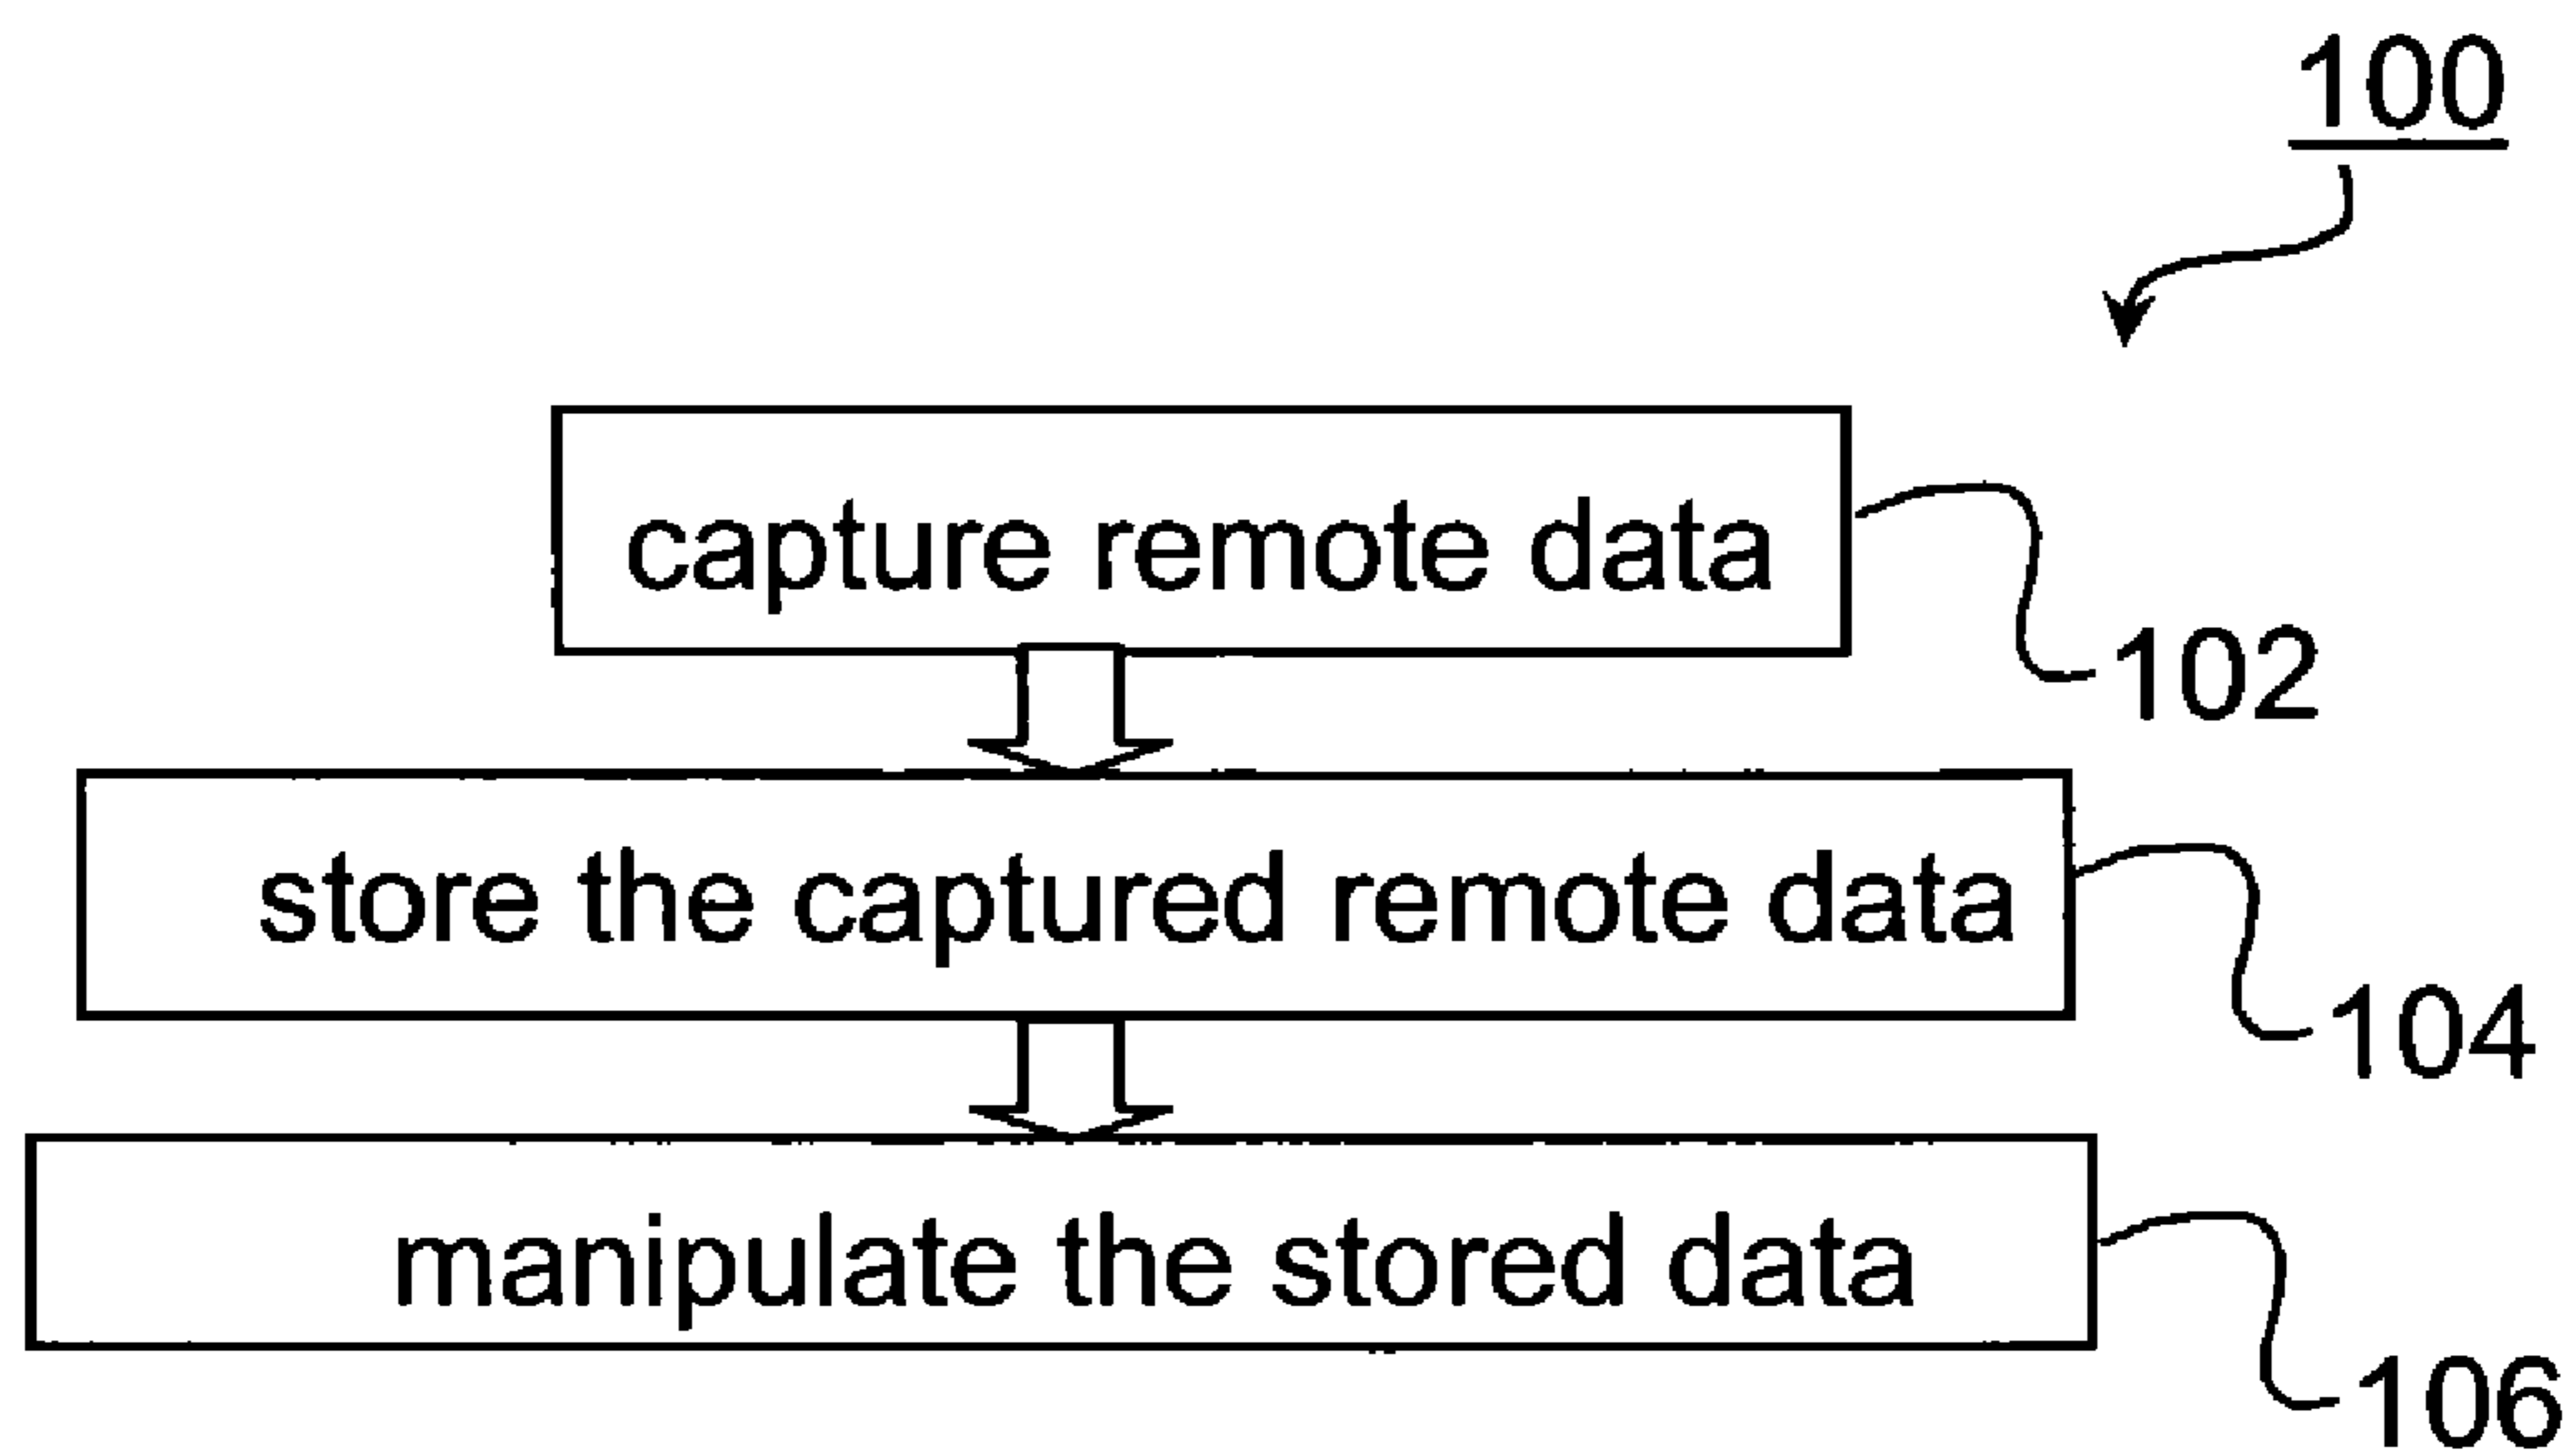 100
capture remote data
102
store the captured remote data
104
manipulate the stored data
106